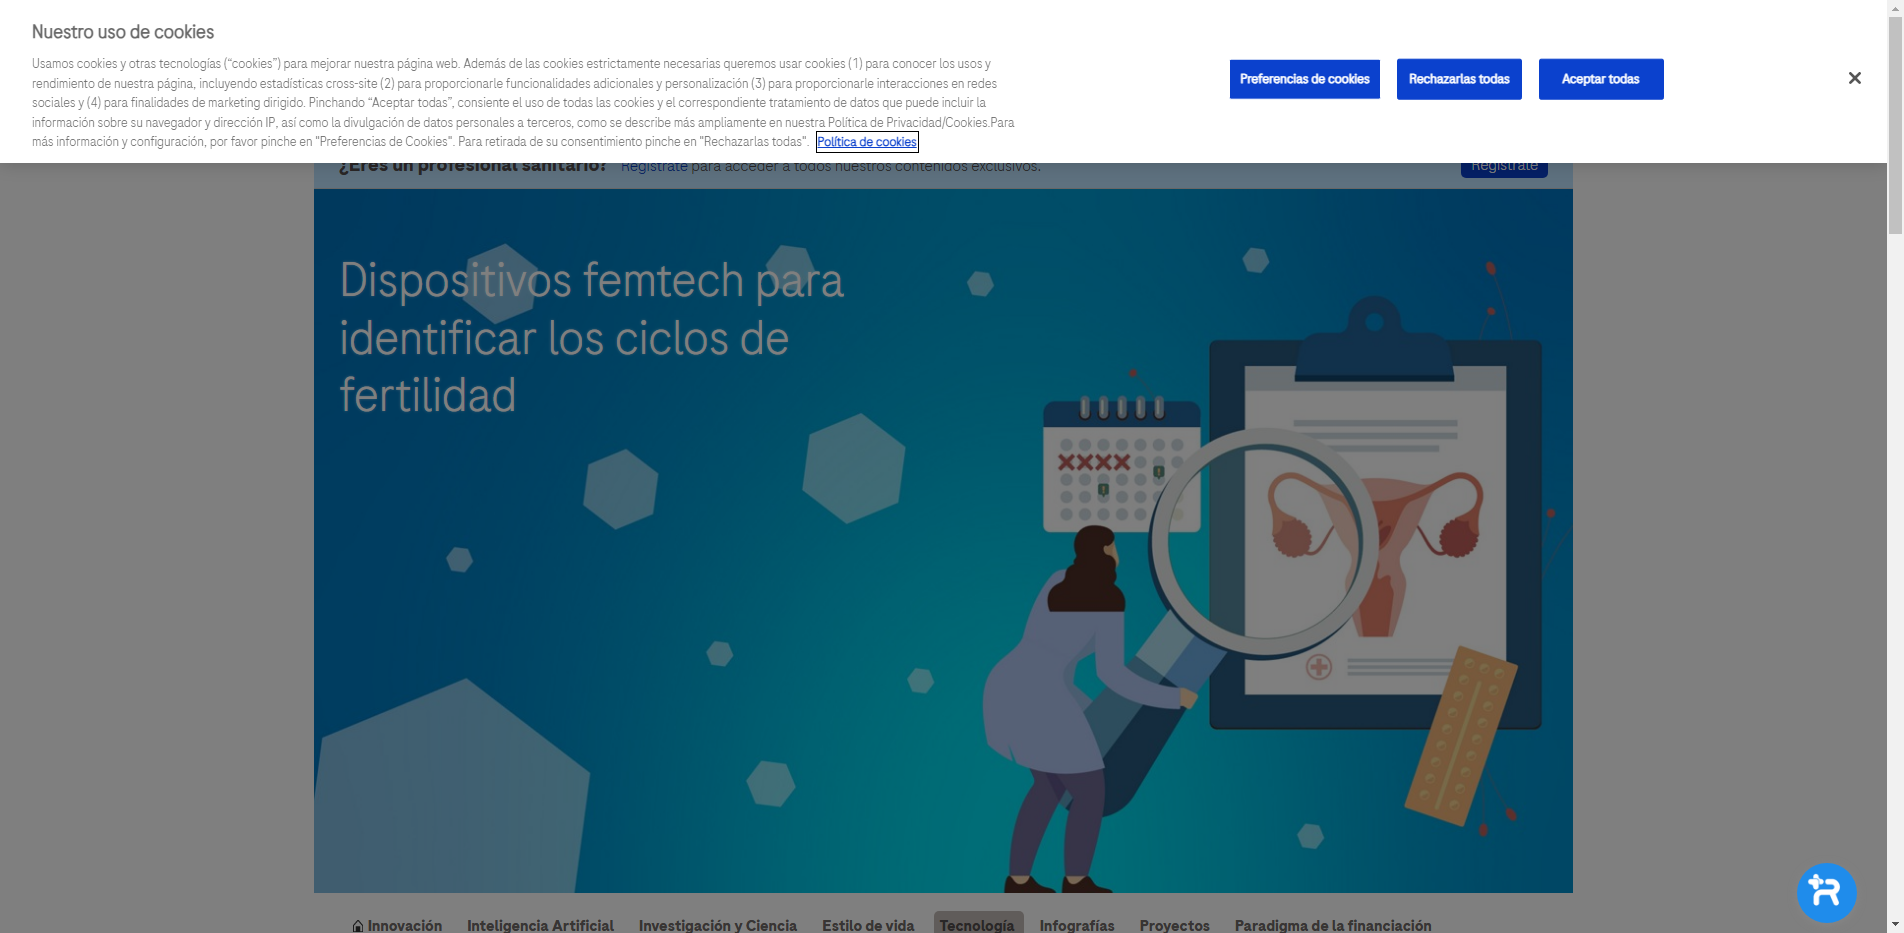 Nuestro uso de cookies
Usamos cookies y otras tecnologías (“cookies”) para mejorar nuestra página web. Además de las cookies estrictamente necesarias queremos usar cookies (1) para conocer los usos y
rendimiento de nuestra página, incluyendo estadísticas cross-site (2) para proporcionarle funcionalidades adicionales y personalización (3) para proporcionarle interacciones en redes
sociales y (4) para finalidades de marketing dirigido. Pinchando “Aceptar todas”, consiente el uso de todas las cookies y el correspondiente tratamiento de datos que puede incluir la
información sobre su navegador y dirección IP, así como la divulgación de datos personales a terceros, como se describe más ampliamente en nuestra Política de Privacidad/Cookies.Para
más información y configuración, por favor pinche en "Preferencias de Cookies". Para retirada de su consentimiento pinche en "Rechazarlas todas". Política de cookies
Preferencias de cookies
Rechazarlas todas
Aceptar todas
¿Eres un profesional sanitario? Regístrate para acceder a todos nuestros contenidos exclusivos.
Regístrate
Dispositivos femtech para
identificar los ciclos de
fertilidad
Innovación Inteligencia Artificial Investigación y Ciencia Estilo de vida Tecnología Infografías Proyectos Paradigma de la financiación